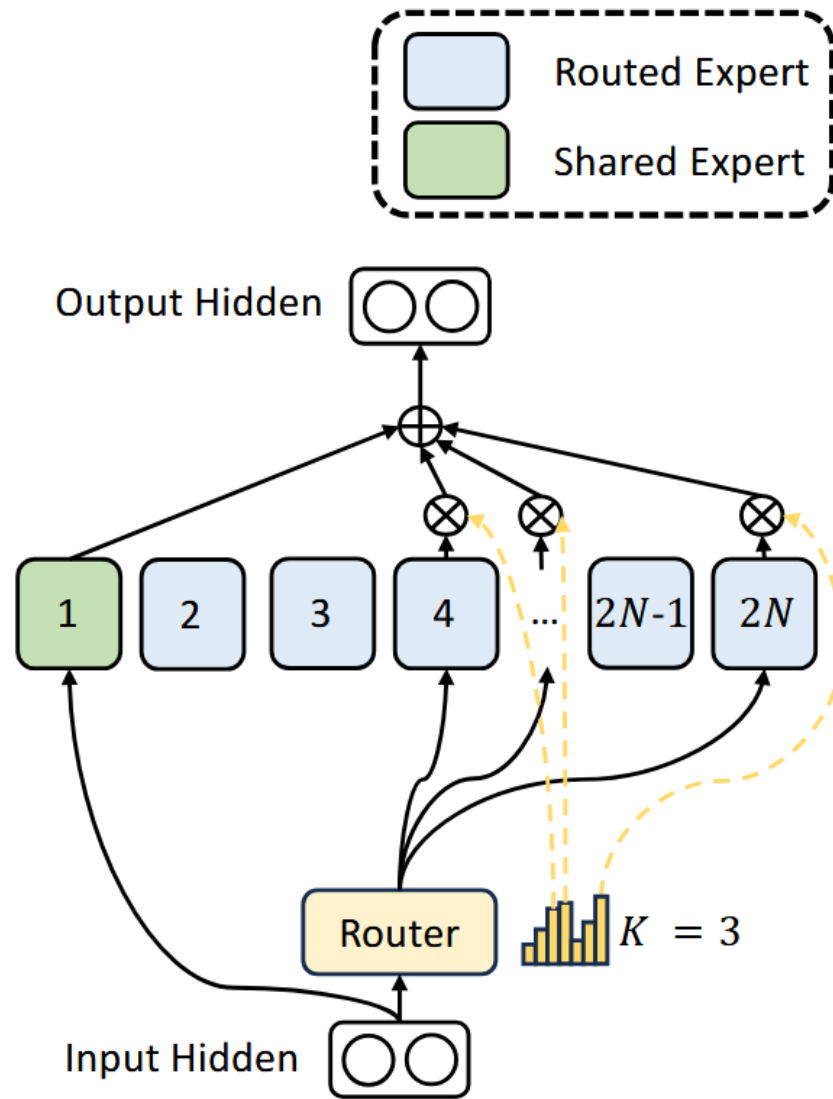 Routed Expert
Shared Expert
Output Hidden
1
2
3
4
...
2N-1
2N
Router
K = 3
Input Hidden